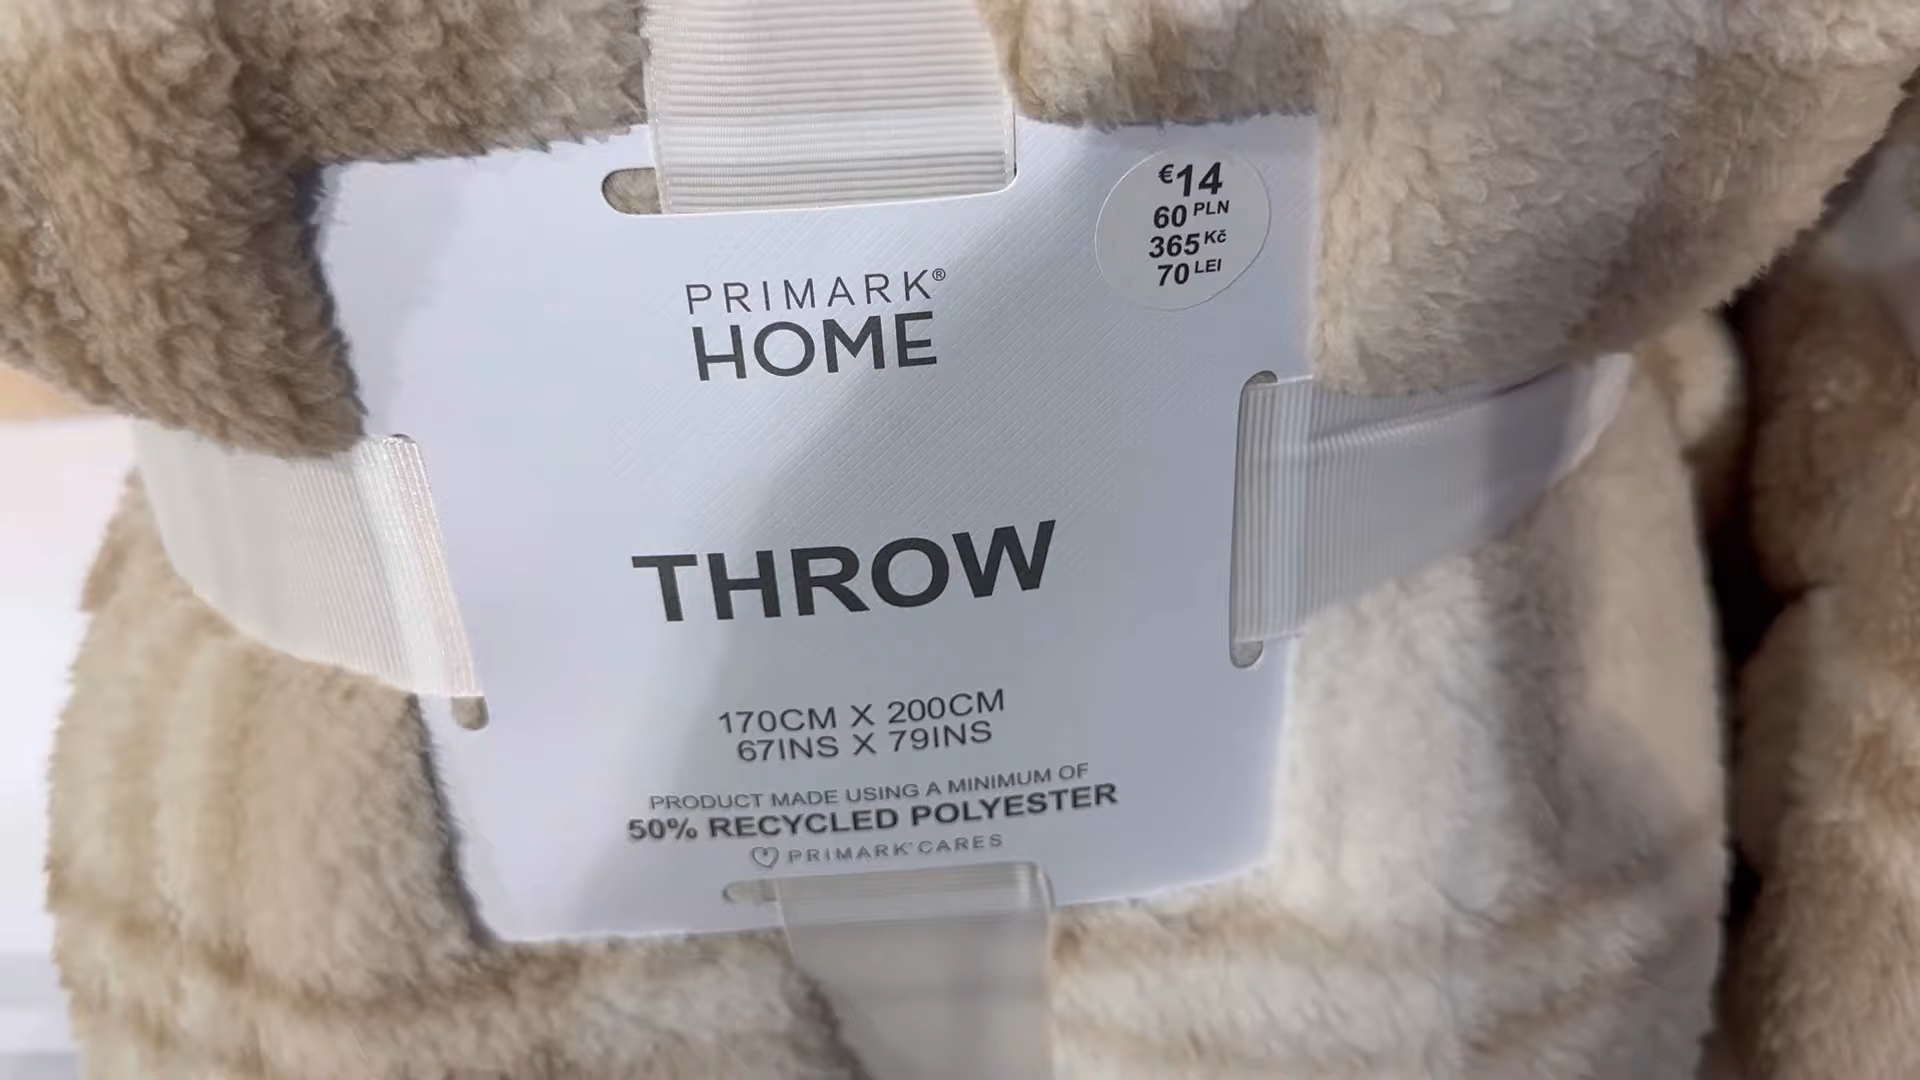 €14
60 PLN
365 Kč
70 LEI
PRIMARK®
HOME
THROW
170CM X 200CM
67INS X 79INS
PRODUCT MADE USING A MINIMUM OF
50% RECYCLED POLYESTER
PRIMARK® CARES